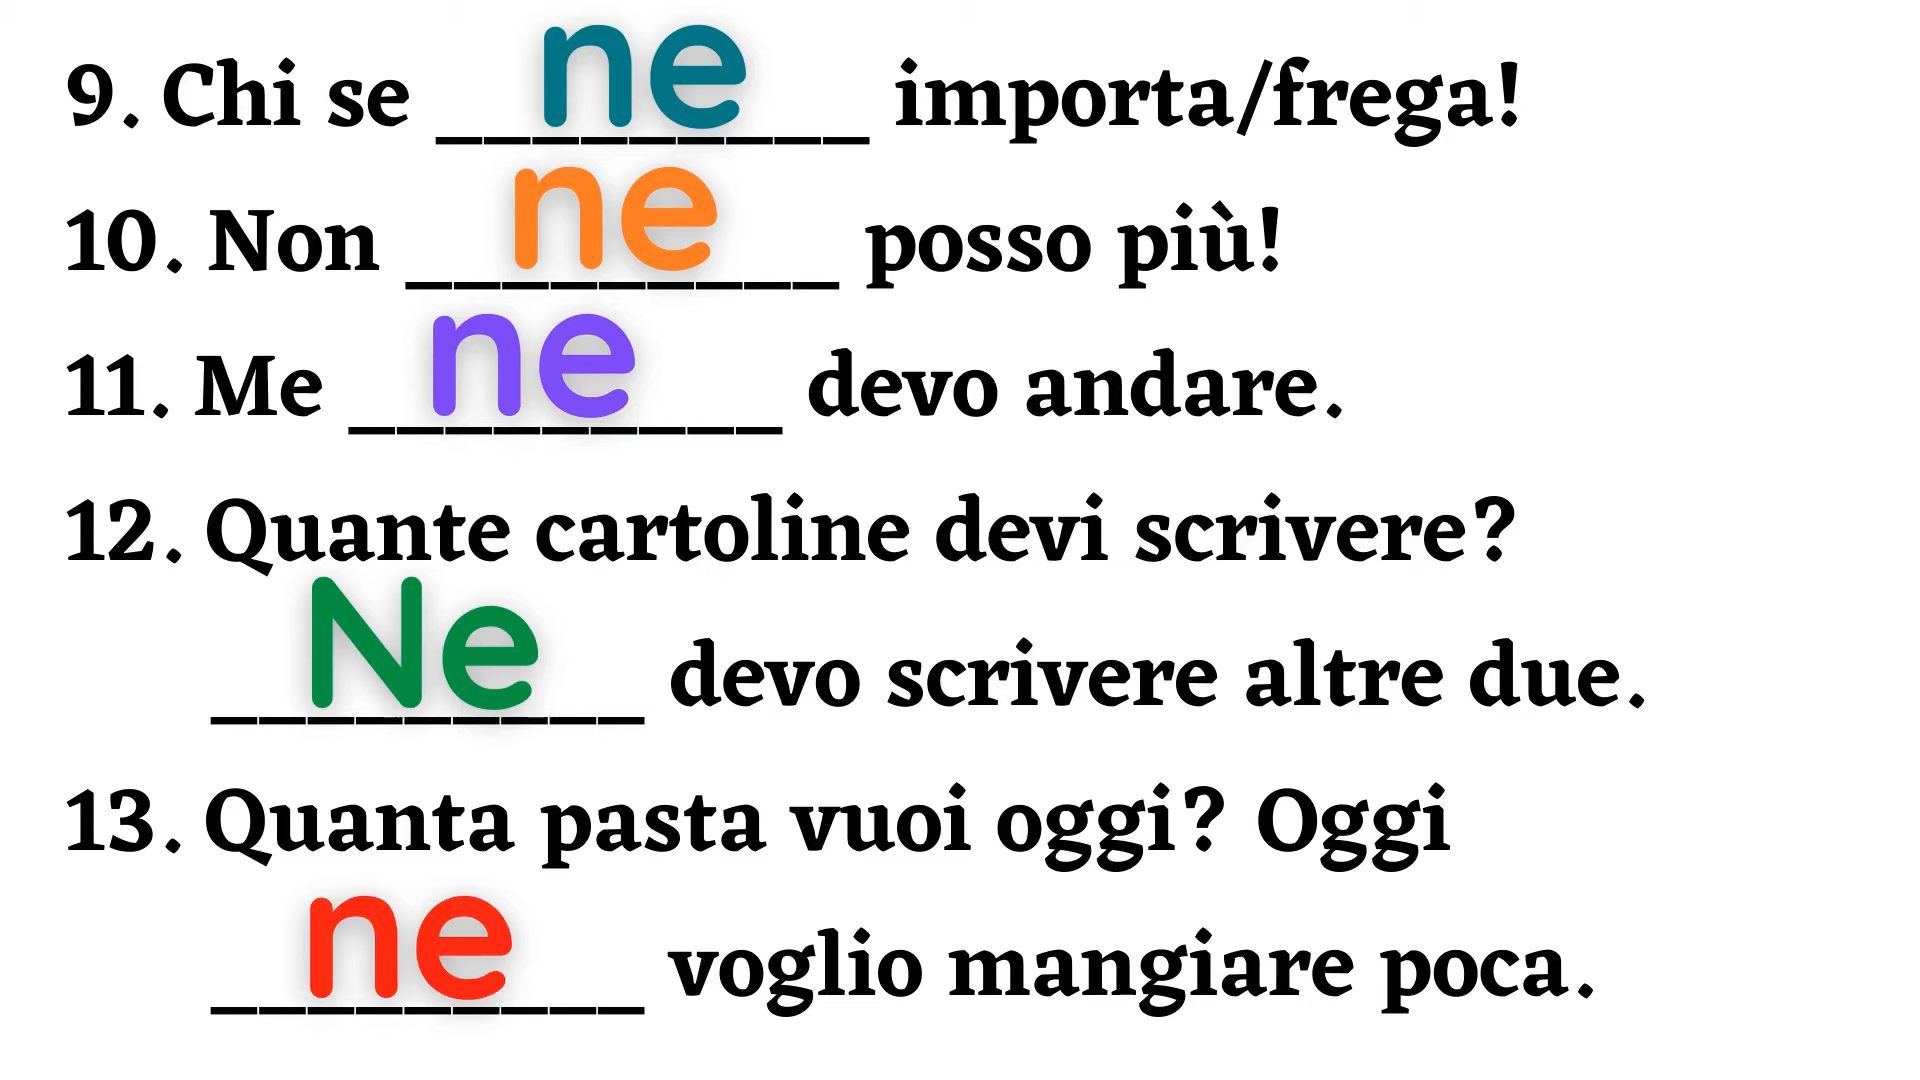 9. Chi se ne importa/frega!
10. Non ne posso più!
11. Me ne devo andare.
12. Quante cartoline devi scrivere?
Ne devo scrivere altre due.
13. Quanta pasta vuoi oggi? Oggi
ne voglio mangiare poca.